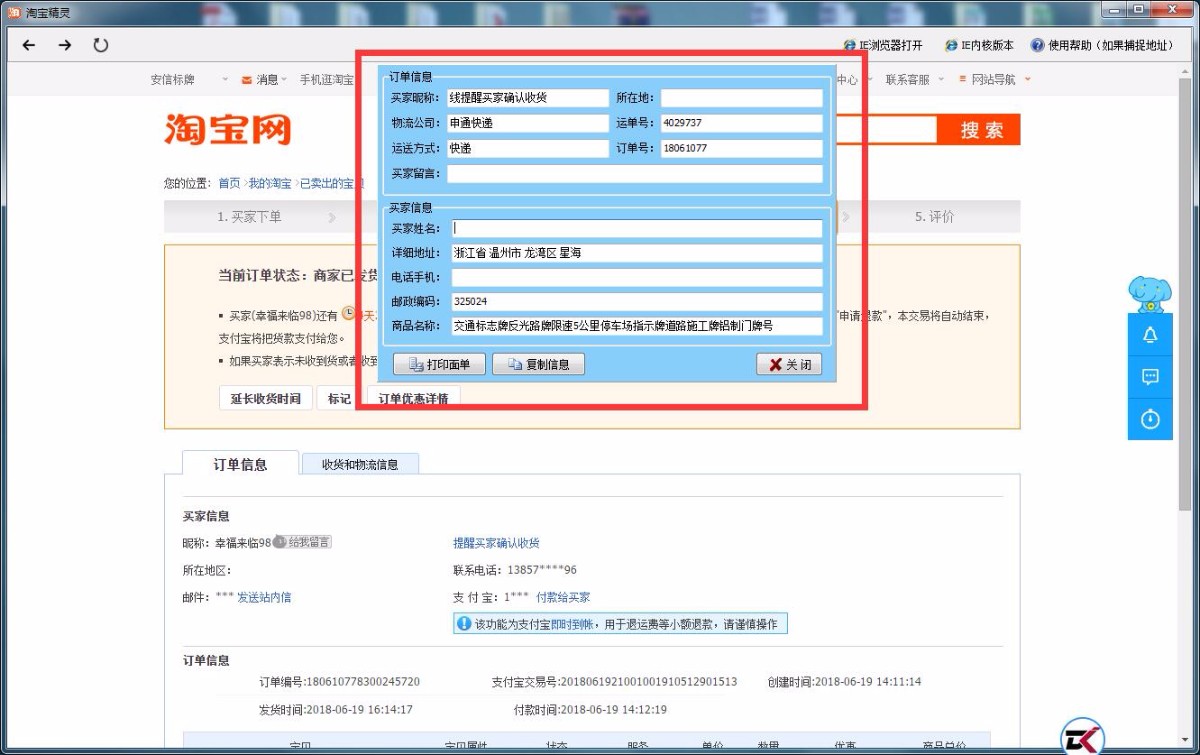 淘宝精灵
IE浏览器打开 IE内核版本 使用帮助（如果捕捉地址）
安信标牌 消息 手机逛淘宝 中心 联系客服 网站导航
淘宝网
搜 索
您的位置： 首页 我的淘宝 已卖出的宝贝
1. 买家下单 5. 评价
订单信息
买家昵称： 线提醒买家确认收货 所在地：
物流公司： 申通快递 运单号： 4029737
运送方式： 快递 订单号： 18061077
买家留言：
买家信息
买家姓名：
详细地址： 浙江省 温州市 龙湾区 星海
电话手机：
邮政编码： 325024
商品名称： 交通标志牌反光路牌限速5公里停车场指示牌道路施工牌铝制门牌号
打印面单 复制信息 关 闭
当前订单状态：商家已发货
买家(幸福来临98)还有 "申请退款"，本交易将自动结束，
支付宝将把货款支付给您。
如果买家表示未收到货或者收到
延长收货时间 标记 订单优惠详情
订单信息 收货和物流信息
买家信息
昵称：幸福来临98 给我留言 提醒买家确认收货
所在地区： 联系电话：13857****96
邮件：*** 发送站内信 支 付 宝：1*** 付款给买家
该功能为支付宝即时到帐，用于退运费等小额退款，请谨慎操作
订单信息
订单编号:180610778300245720 支付宝交易号:2018061921001001910512901513 创建时间:2018-06-19 14:11:14
发货时间:2018-06-19 16:14:17 付款时间:2018-06-19 14:12:19
宝贝 宝贝属性 状态 服务 单价 数量 优惠 商品总价